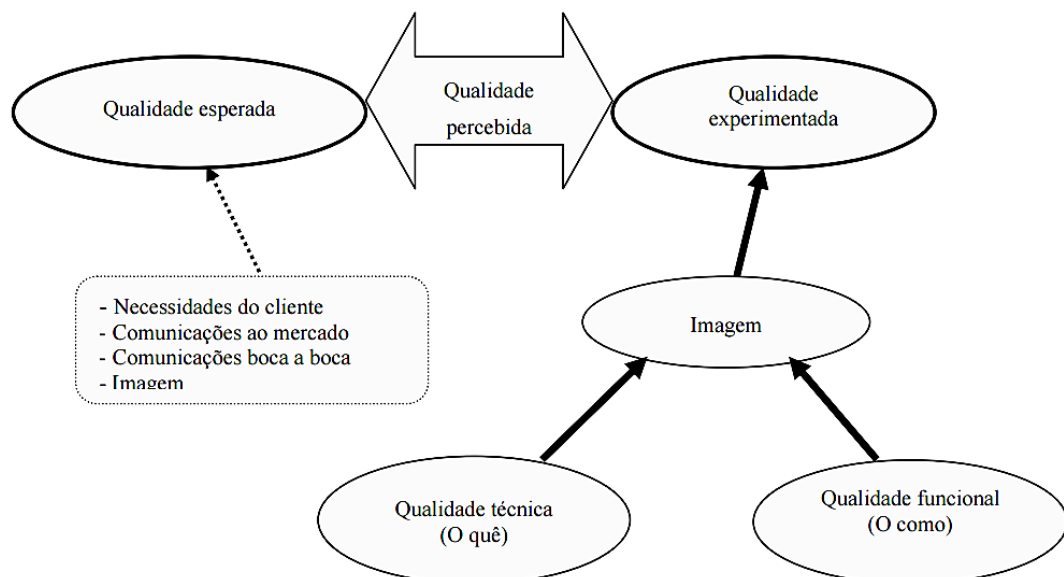 Qualidade esperada
Qualidade
percebida
Qualidade
experimentada
- Necessidades do cliente
- Comunicações ao mercado
- Comunicações boca a boca
- Imagem
Imagem
Qualidade técnica
(O quê)
Qualidade funcional
(O como)